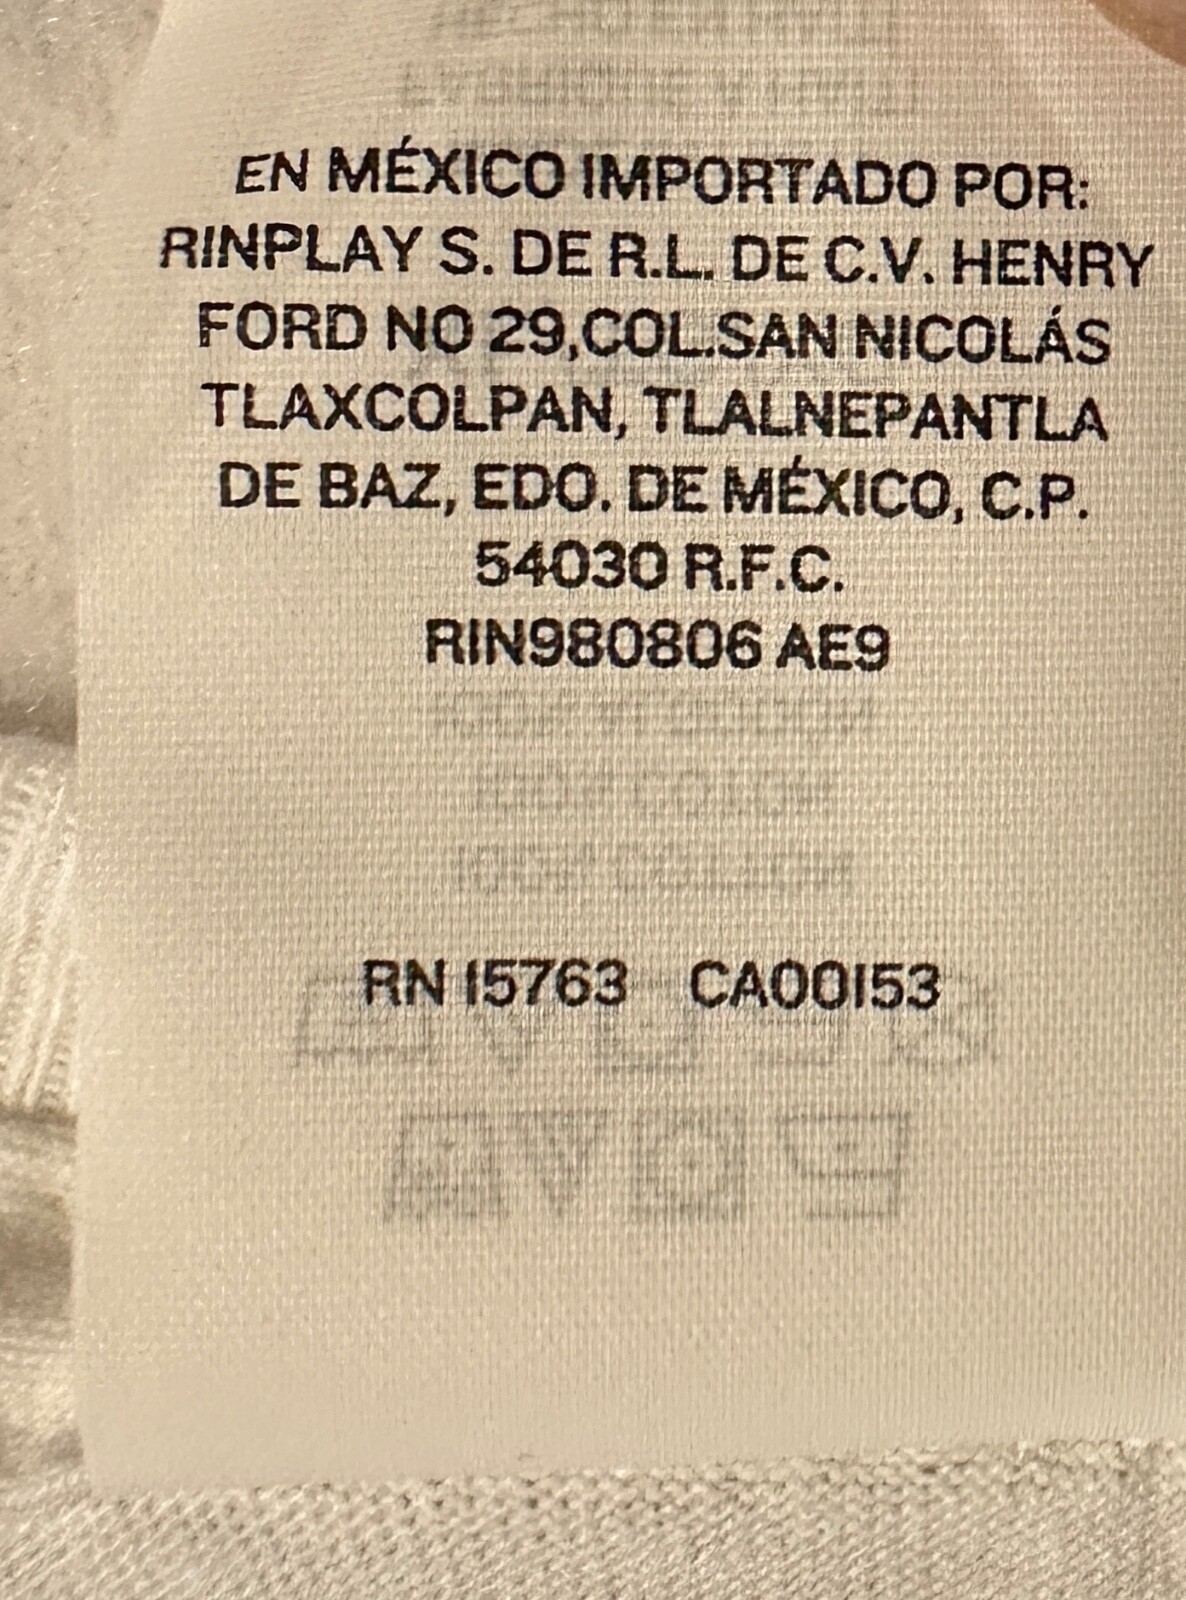 EN MÉXICO IMPORTADO POR:
RINPLAY S. DE R.L. DE C.V. HENRY
FORD NO 29,COL.SAN NICOLÁS
TLAXCOLPAN, TLALNEPANTLA
DE BAZ, EDO. DE MÉXICO, C.P.
54030 R.F.C.
RIN980806 AE9
RN 15763 CA00153